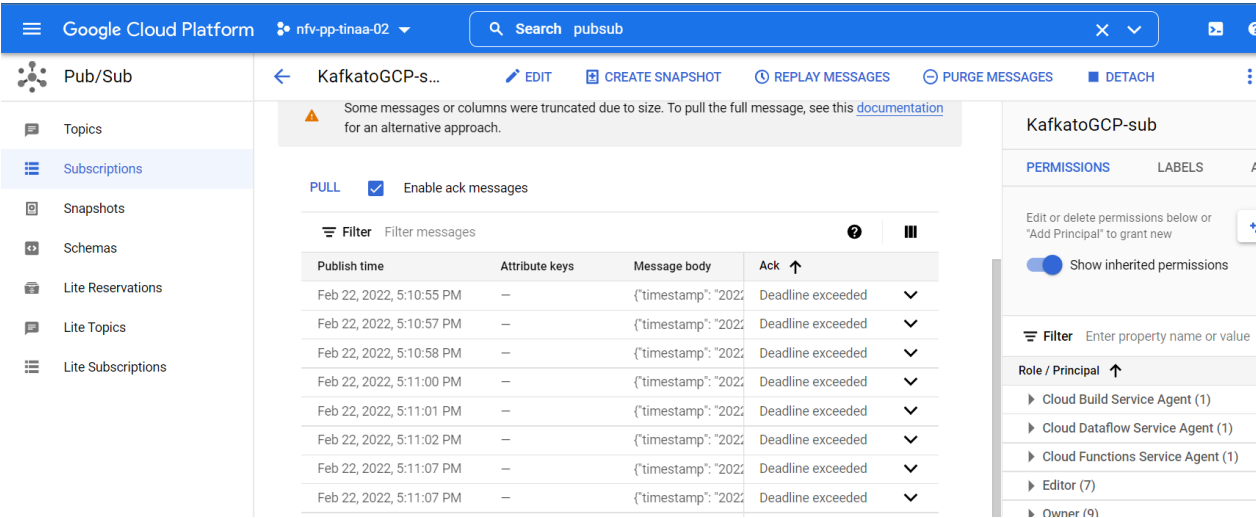 Google Cloud Platform nfv-pp-tinaa-02 Search pubsub
Pub/Sub
Topics
Subscriptions
Snapshots
Schemas
Lite Reservations
Lite Topics
Lite Subscriptions
KafkatoGCP-s... EDIT CREATE SNAPSHOT REPLAY MESSAGES PURGE MESSAGES DETACH
Some messages or columns were truncated due to size. To pull the full message, see this documentation
for an alternative approach.
PULL Enable ack messages
Filter Filter messages
Publish time Attribute keys Message body Ack
Feb 22, 2022, 5:10:55 PM — {"timestamp": "2022 Deadline exceeded
Feb 22, 2022, 5:10:57 PM — {"timestamp": "2022 Deadline exceeded
Feb 22, 2022, 5:10:58 PM — {"timestamp": "2022 Deadline exceeded
Feb 22, 2022, 5:11:00 PM — {"timestamp": "2022 Deadline exceeded
Feb 22, 2022, 5:11:01 PM — {"timestamp": "2022 Deadline exceeded
Feb 22, 2022, 5:11:02 PM — {"timestamp": "2022 Deadline exceeded
Feb 22, 2022, 5:11:07 PM — {"timestamp": "2022 Deadline exceeded
Feb 22, 2022, 5:11:07 PM — {"timestamp": "2022 Deadline exceeded
KafkatoGCP-sub
PERMISSIONS LABELS
Edit or delete permissions below or
"Add Principal" to grant new
Show inherited permissions
Filter Enter property name or value
Role / Principal
Cloud Build Service Agent (1)
Cloud Dataflow Service Agent (1)
Cloud Functions Service Agent (1)
Editor (7)
Owner (9)